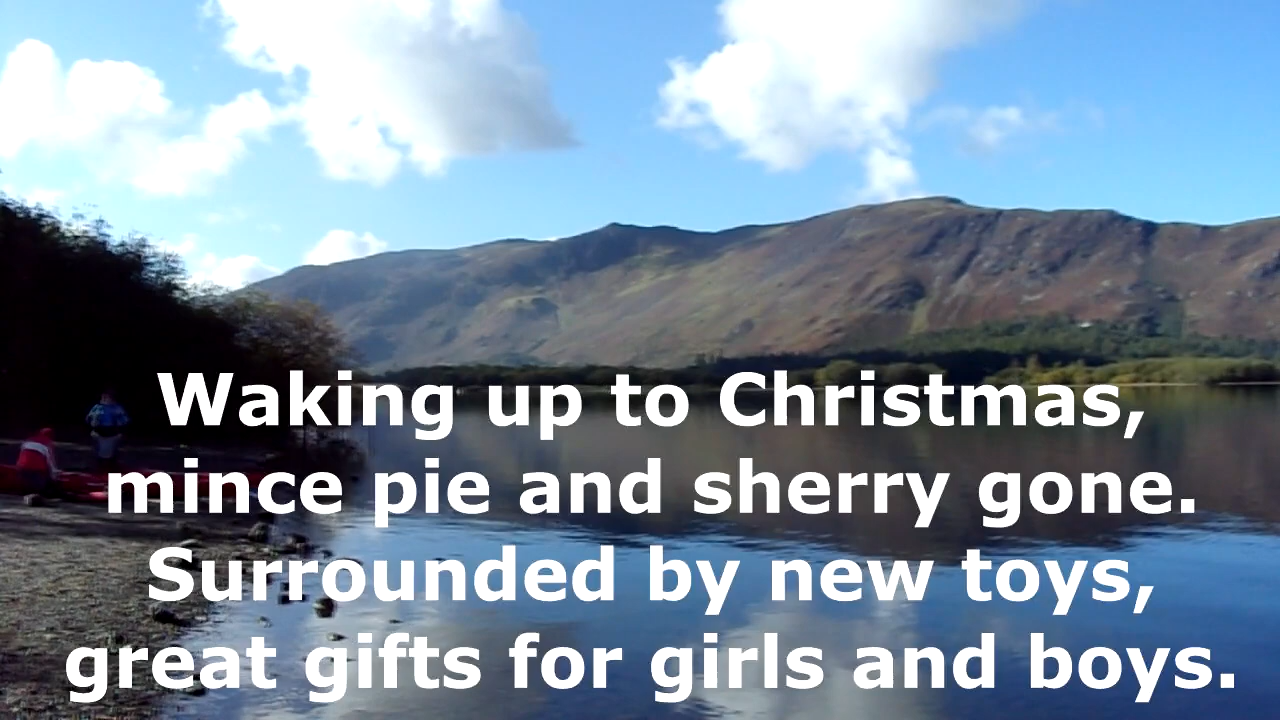 Waking up to Christmas,
mince pie and sherry gone.
Surrounded by new toys,
great gifts for girls and boys.